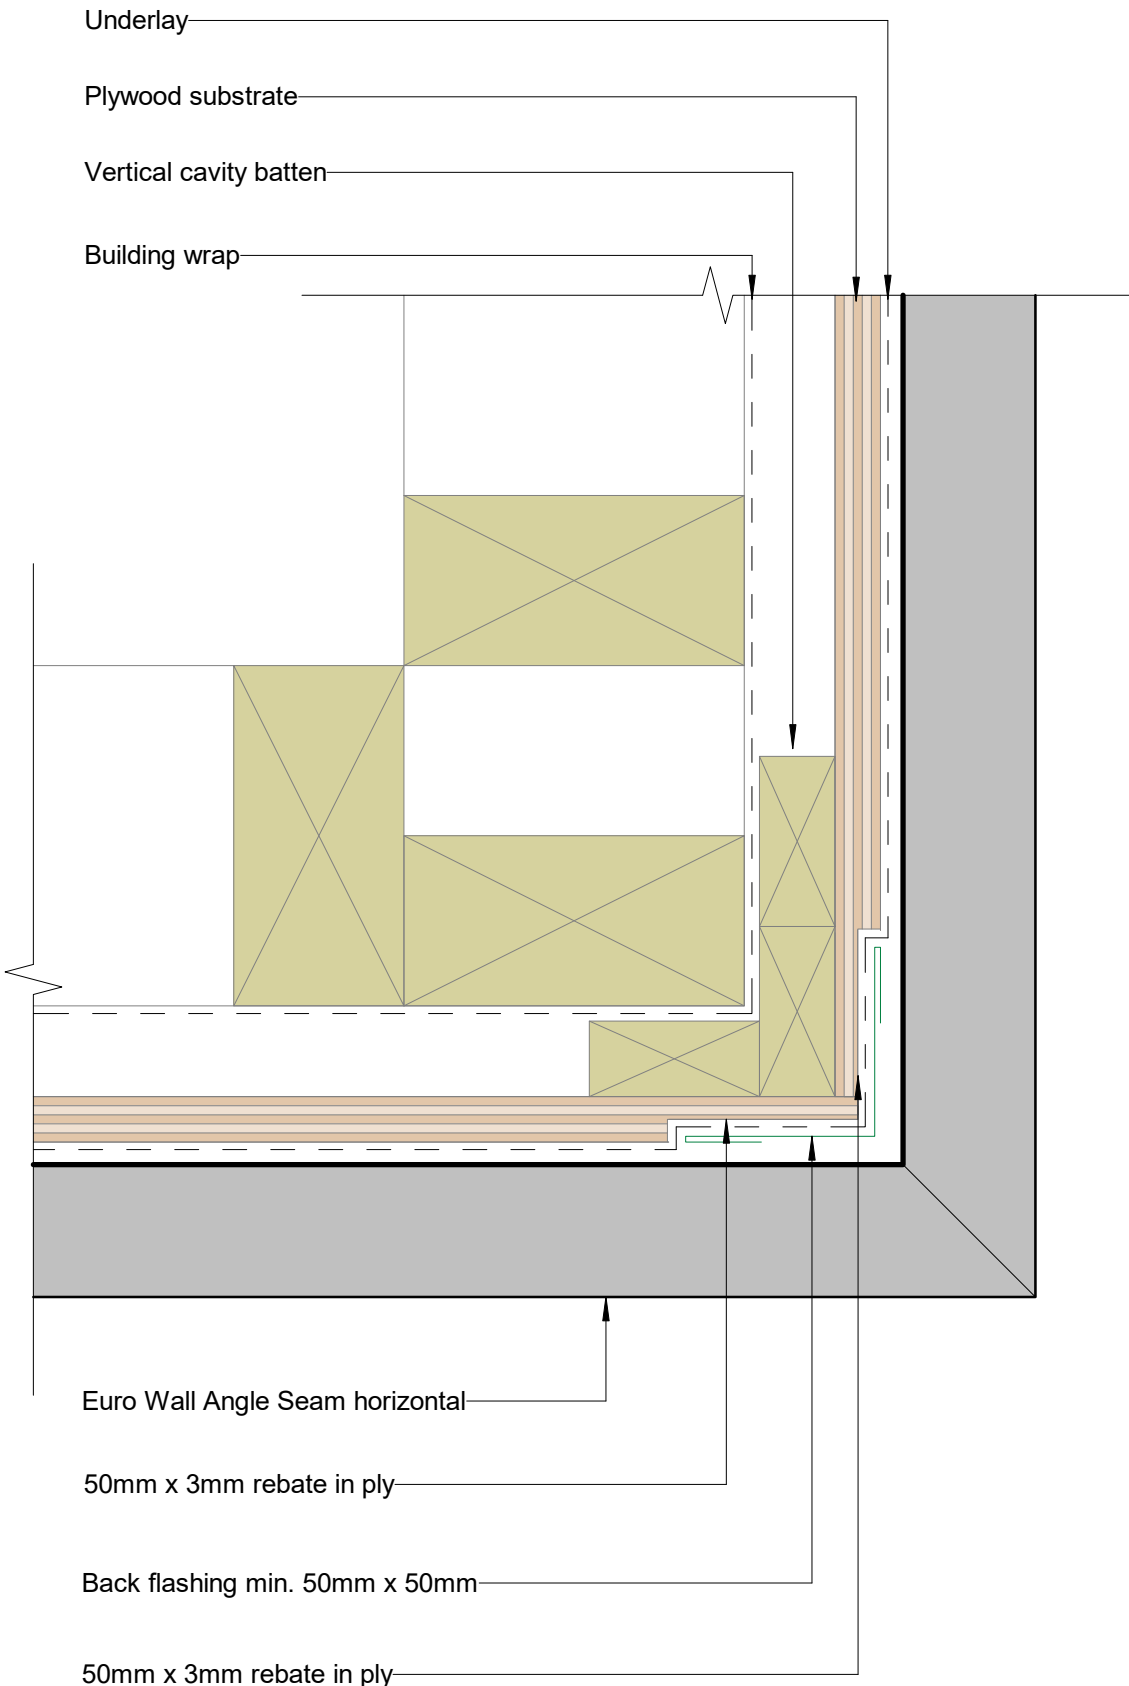 Underlay
Plywood substrate
Vertical cavity batten
Building wrap
Euro Wall Angle Seam horizontal
50mm x 3mm rebate in ply
Back flashing min. 50mm x 50mm
50mm x 3mm rebate in ply